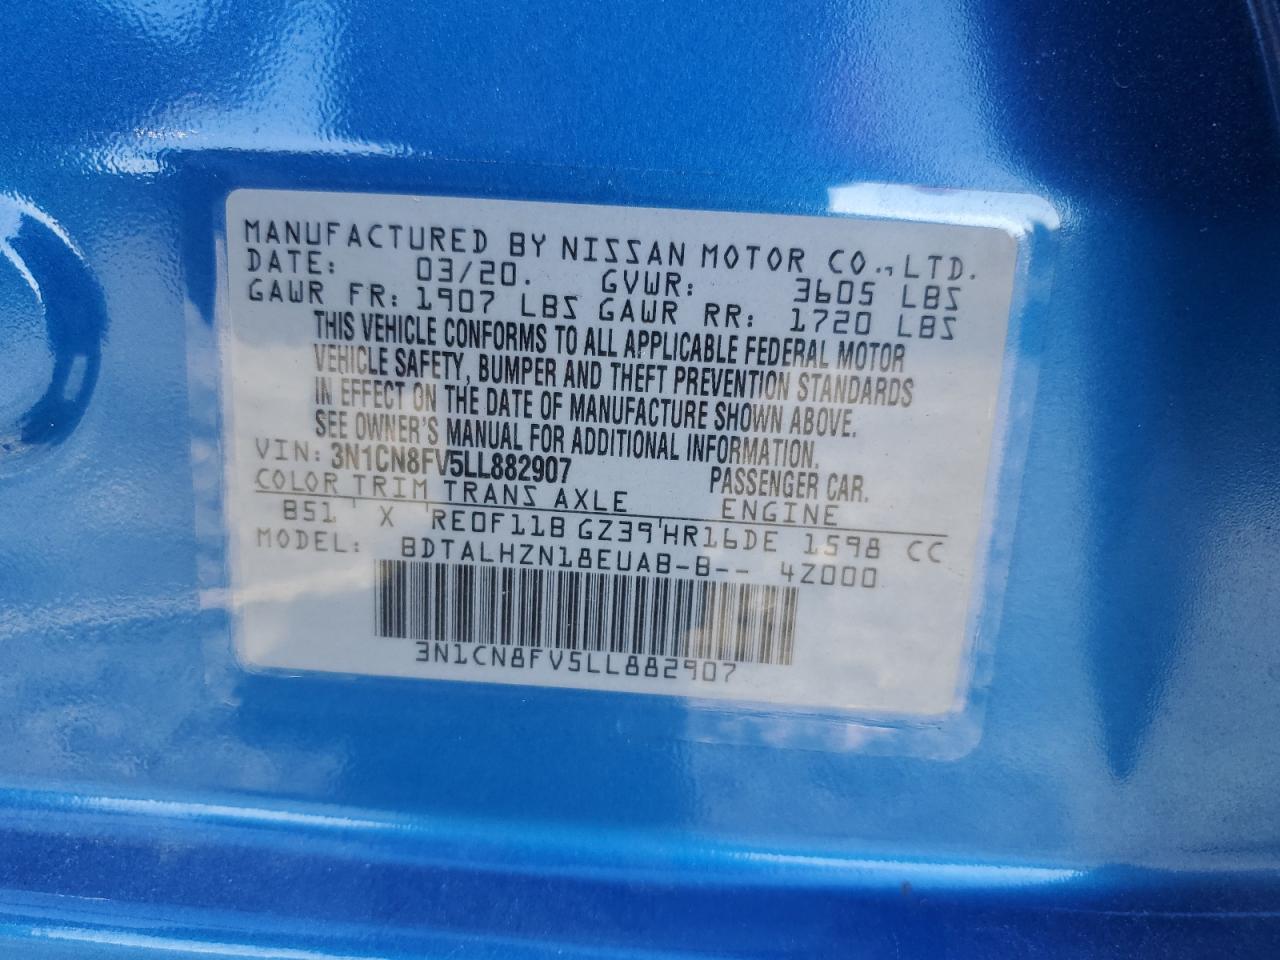 MANUFACTURED BY NISSAN MOTOR CO., LTD.
DATE: 03/20. GVWR: 3605 LBS
GAWR FR: 1907 LBS GAWR RR: 1720 LBS
THIS VEHICLE CONFORMS TO ALL APPLICABLE FEDERAL MOTOR
VEHICLE SAFETY, BUMPER AND THEFT PREVENTION STANDARDS
IN EFFECT ON THE DATE OF MANUFACTURE SHOWN ABOVE.
SEE OWNER'S MANUAL FOR ADDITIONAL INFORMATION.
VIN: 3N1CN8FV5LL882907 PASSENGER CAR.
COLOR TRIM TRANS AXLE ENGINE
B51 ' X ' RE0F11B GZ39 ' HR16DE 1598 CC
MODEL: BDTALHZN18EUAB-B-- 4Z000
3N1CN8FV5LL882907